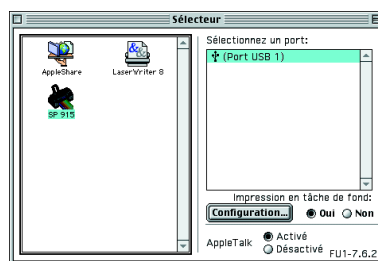 Sélecteur
Sélectionnez un port:
(Port USB 1)
AppleShare
LaserWriter 8
SP 915
Impression en tâche de fond:
Configuration... Oui Non
AppleTalk Activé
Désactivé
FU1-7.6.2